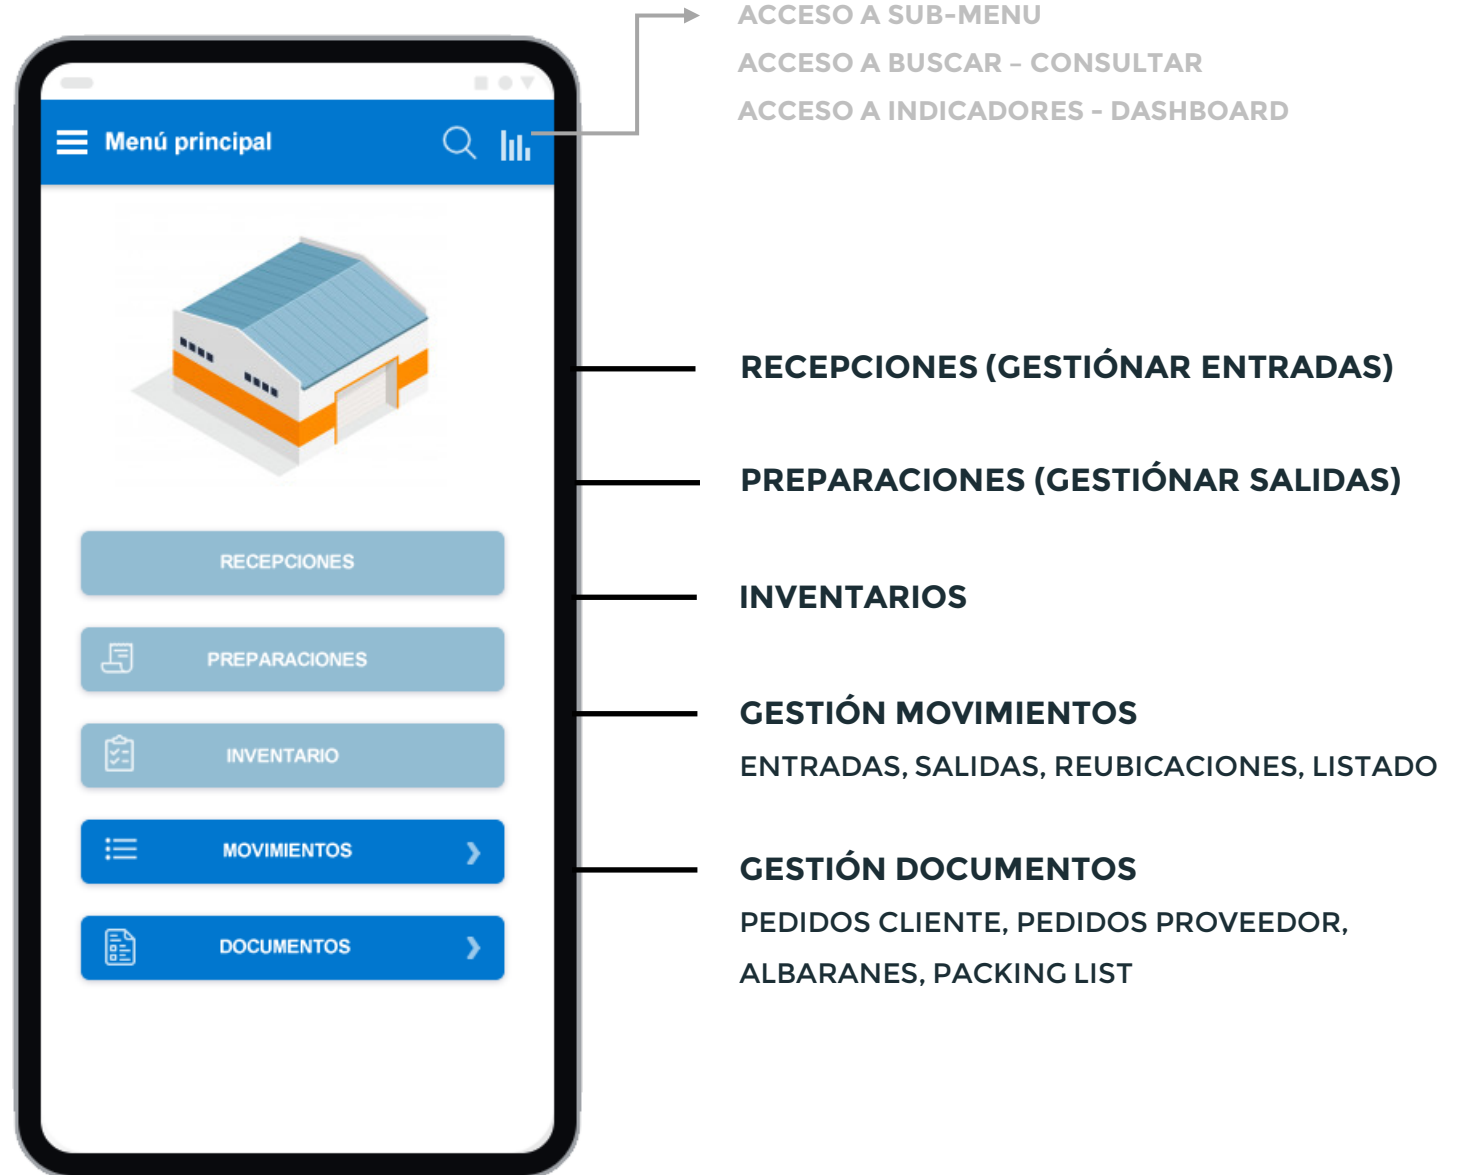 ACCESO A SUB-MENU
ACCESO A BUSCAR – CONSULTAR
ACCESO A INDICADORES - DASHBOARD
Menú principal
RECEPCIONES
PREPARACIONES
INVENTARIO
MOVIMIENTOS
DOCUMENTOS
RECEPCIONES (GESTIÓNAR ENTRADAS)
PREPARACIONES (GESTIÓNAR SALIDAS)
INVENTARIOS
GESTIÓN MOVIMIENTOS
ENTRADAS, SALIDAS, REUBICACIONES, LISTADO
GESTIÓN DOCUMENTOS
PEDIDOS CLIENTE, PEDIDOS PROVEEDOR,
ALBARANES, PACKING LIST